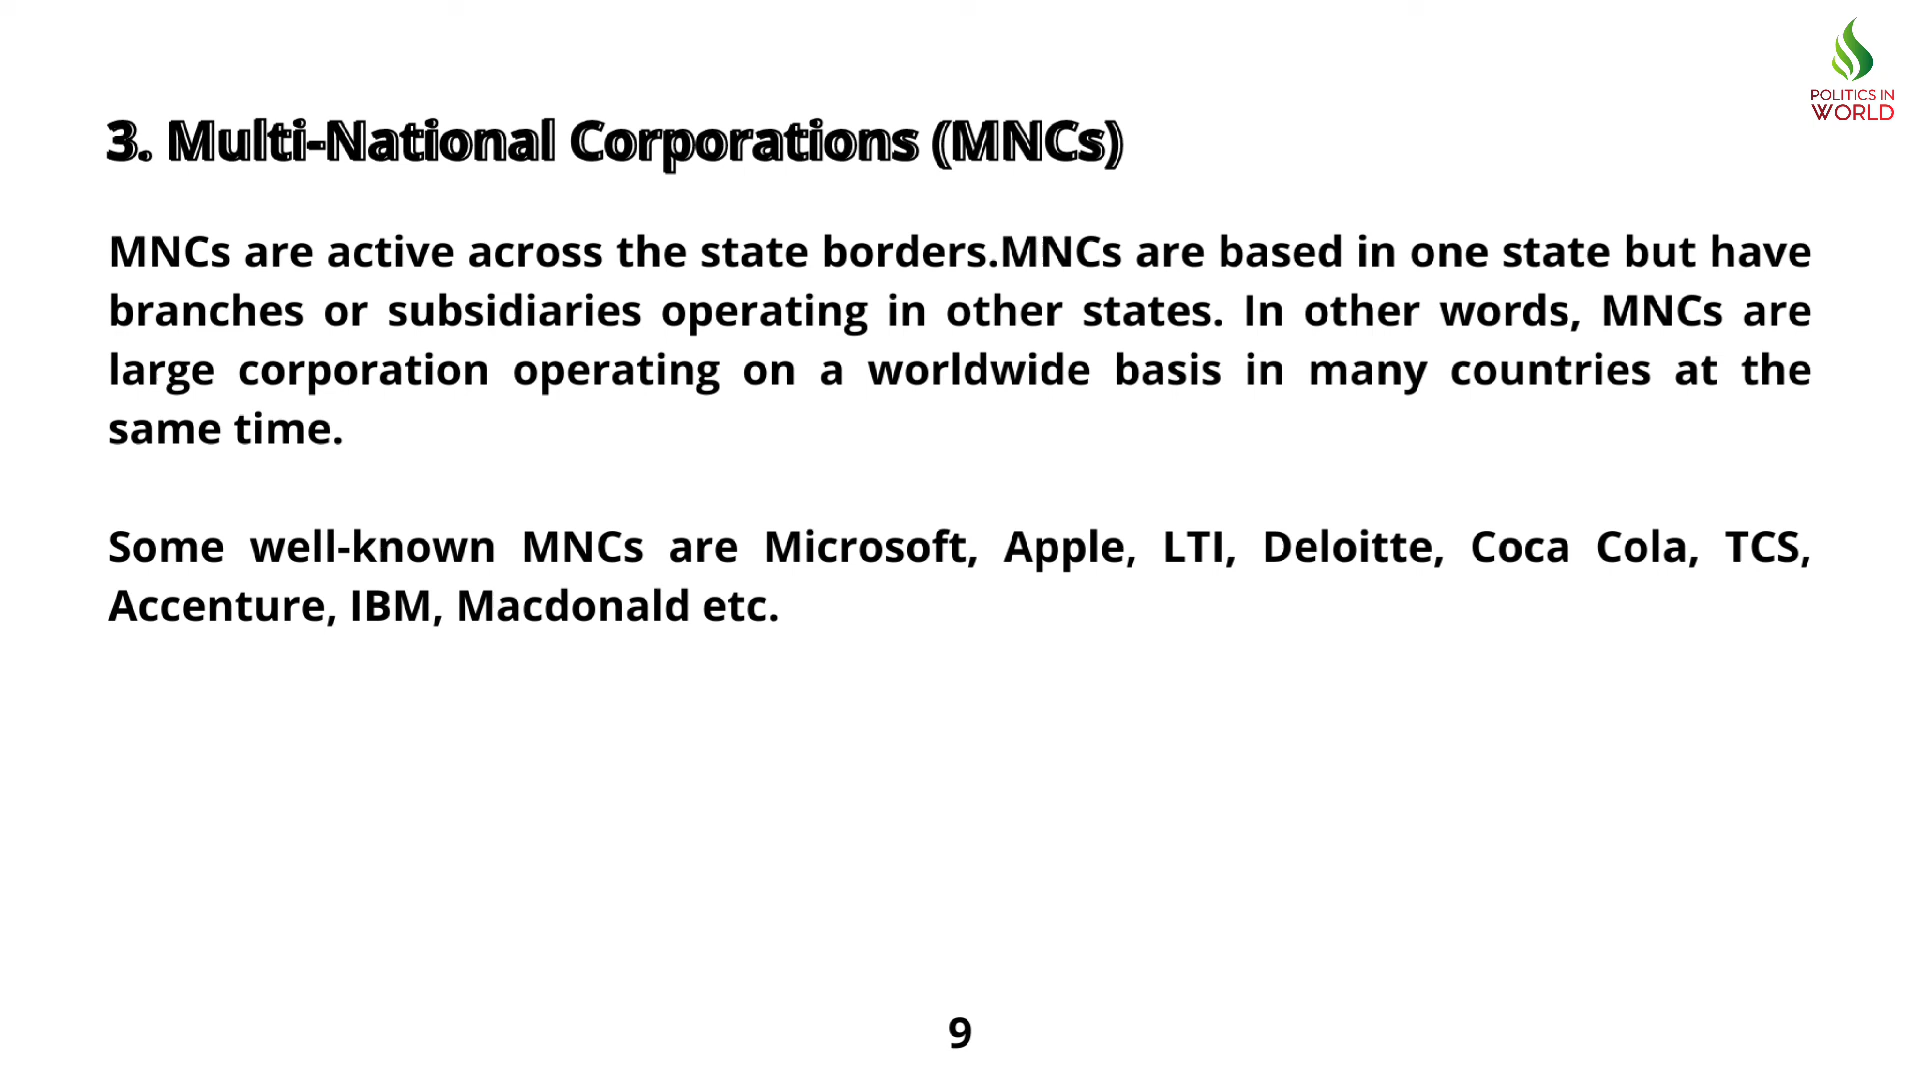 POLITICS IN
WORLD
3. Multi-National Corporations (MNCs)
MNCs are active across the state borders.MNCs are based in one state but have
branches or subsidiaries operating in other states. In other words, MNCs are
large corporation operating on a worldwide basis in many countries at the
same time.
Some well-known MNCs are Microsoft, Apple, LTI, Deloitte, Coca Cola, TCS,
Accenture, IBM, Macdonald etc.
9